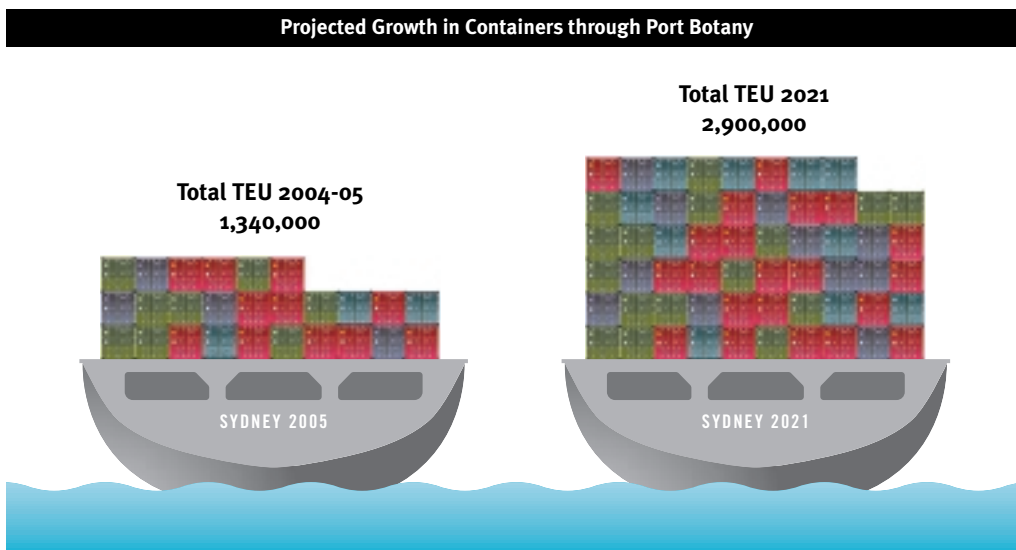 Projected Growth in Containers through Port Botany
Total TEU 2004-05
1,340,000
Total TEU 2021
2,900,000
SYDNEY 2005
SYDNEY 2021